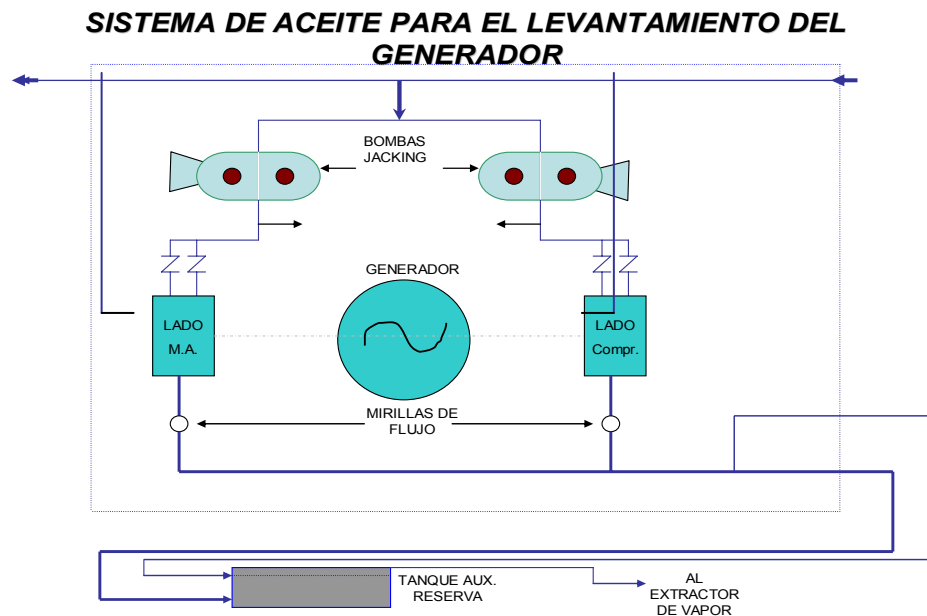 SISTEMA DE ACEITE PARA EL LEVANTAMIENTO DEL
GENERADOR
BOMBAS
JACKING
GENERADOR
LADO
M.A.
LADO
Compr.
MIRILLAS DE
FLUJO
TANQUE AUX.
RESERVA
AL
EXTRACTOR
DE VAPOR